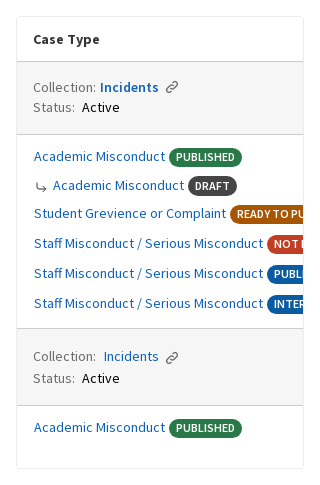 Case Type
Collection: Incidents
Status: Active
Academic Misconduct PUBLISHED
Academic Misconduct DRAFT
Student Grevience or Complaint READY TO PU
Staff Misconduct / Serious Misconduct NOT
Staff Misconduct / Serious Misconduct PUBL
Staff Misconduct / Serious Misconduct INTER
Collection: Incidents
Status: Active
Academic Misconduct PUBLISHED